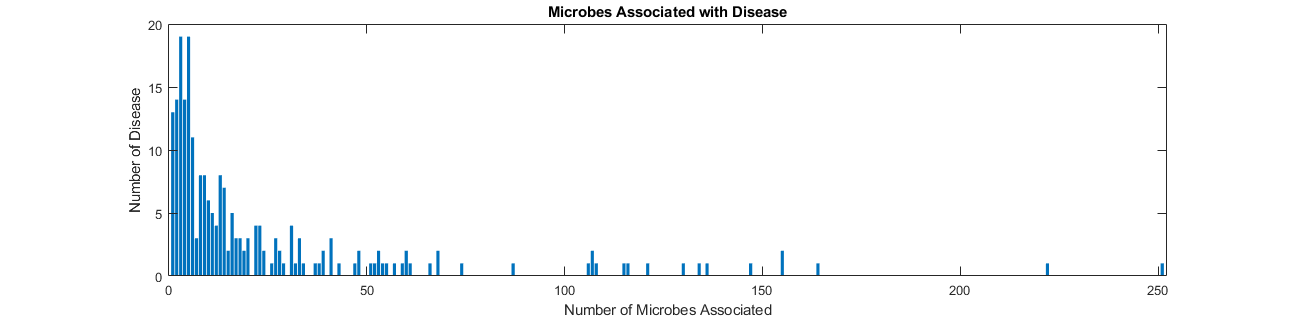 Microbes Associated with Disease
20
15
10
5
0
Number of Disease
0 50 100 150 200 250
Number of Microbes Associated